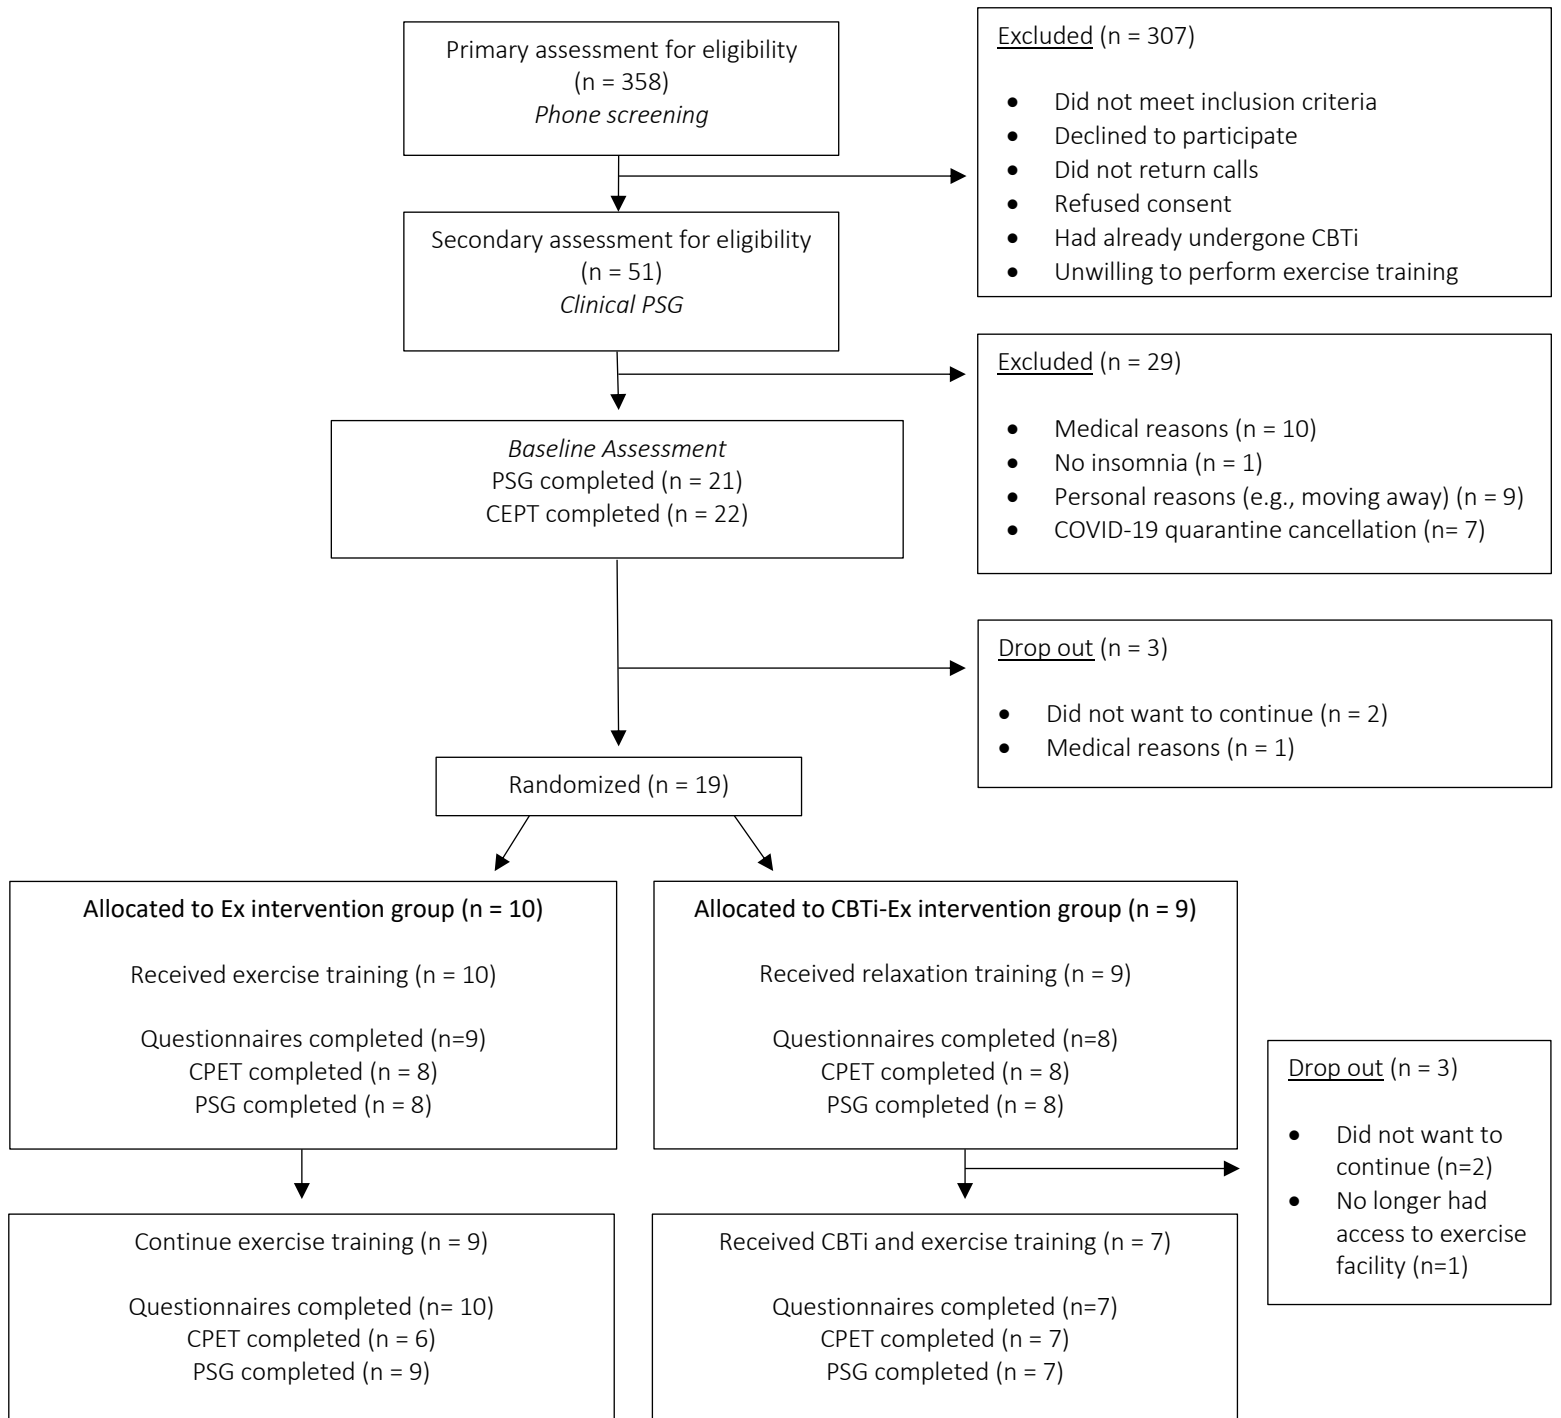 Primary assessment for eligibility
(n = 358)
Phone screening
Excluded (n = 307)
• Did not meet inclusion criteria
• Declined to participate
• Did not return calls
• Refused consent
• Had already undergone CBTi
• Unwilling to perform exercise training
Secondary assessment for eligibility
(n = 51)
Clinical PSG
Excluded (n = 29)
• Medical reasons (n = 10)
• No insomnia (n = 1)
• Personal reasons (e.g., moving away) (n = 9)
• COVID-19 quarantine cancellation (n= 7)
Baseline Assessment
PSG completed (n = 21)
CEPT completed (n = 22)
Drop out (n = 3)
• Did not want to continue (n = 2)
• Medical reasons (n = 1)
Randomized (n = 19)
Allocated to Ex intervention group (n = 10)
Received exercise training (n = 10)
Questionnaires completed (n=9)
CPET completed (n = 8)
PSG completed (n = 8)
Allocated to CBTi-Ex intervention group (n = 9)
Received relaxation training (n = 9)
Questionnaires completed (n=8)
CPET completed (n = 8)
PSG completed (n = 8)
Drop out (n = 3)
• Did not want to
continue (n=2)
• No longer had
access to exercise
facility (n=1)
Continue exercise training (n = 9)
Questionnaires completed (n= 10)
CPET completed (n = 6)
PSG completed (n = 9)
Received CBTi and exercise training (n = 7)
Questionnaires completed (n=7)
CPET completed (n = 7)
PSG completed (n = 7)